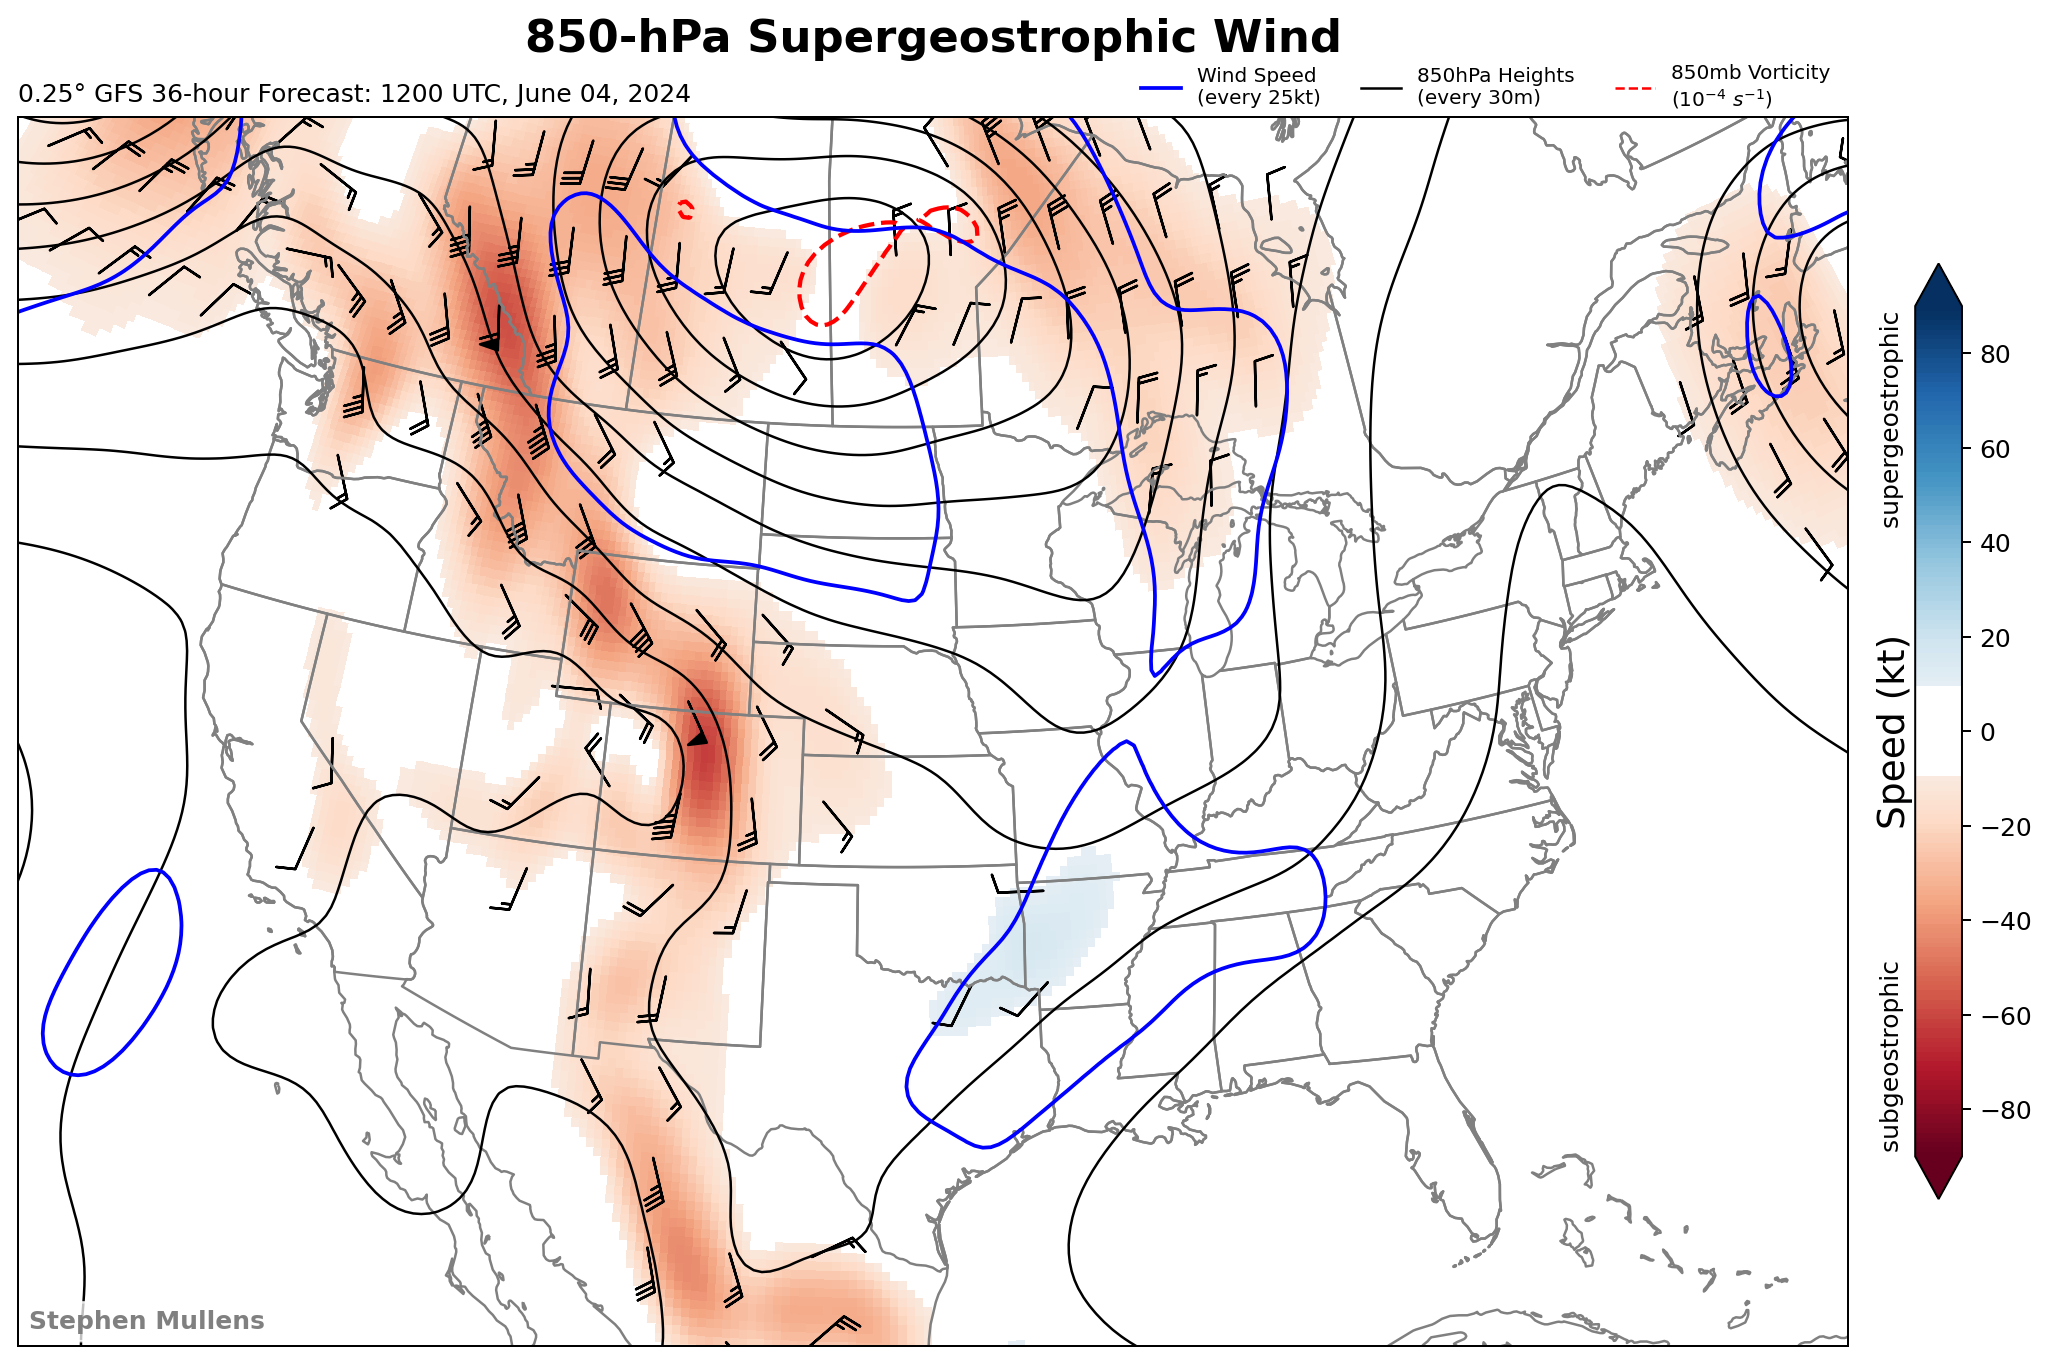 850-hPa Supergeostrophic Wind
0.25° GFS 36-hour Forecast: 1200 UTC, June 04, 2024
Wind Speed
(every 25kt)
850hPa Heights
(every 30m)
850mb Vorticity
(10⁻⁴ s⁻¹)
supergeostrophic
Speed (kt)
subgeostrophic
80
60
40
20
0
−20
−40
−60
−80
Stephen Mullens